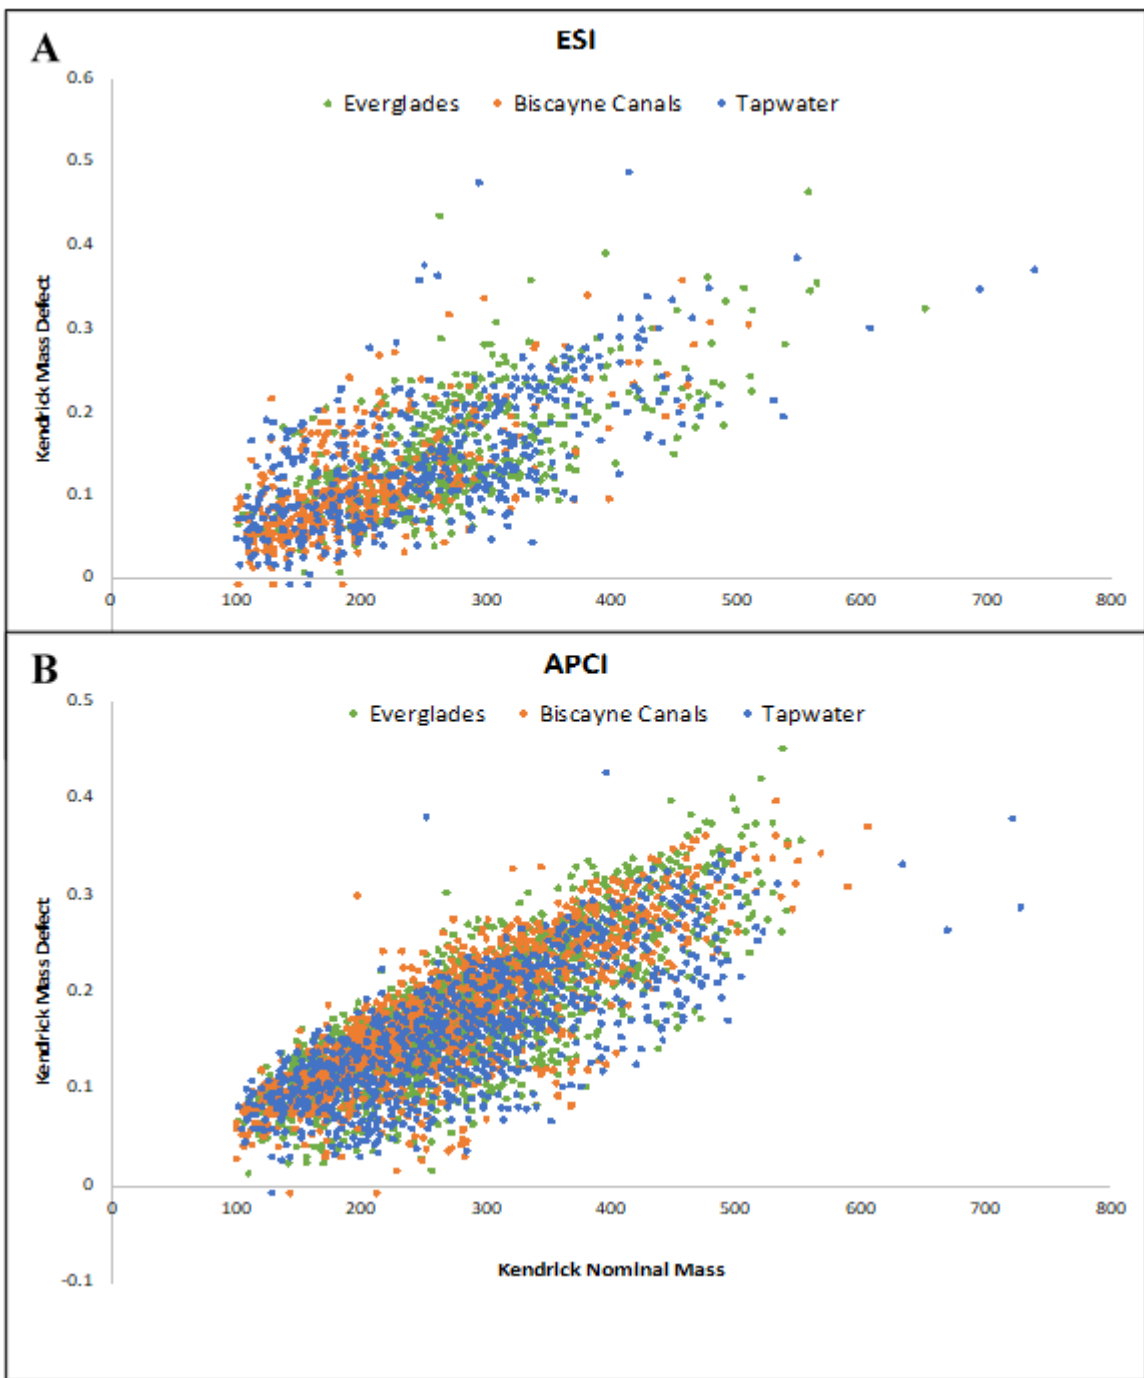 A
ESI
0.6
Everglades Biscayne Canals Tapwater
0.5
0.4
Kendrick Mass Defect
0.3
0.2
0.1
0
0 100 200 300 400 500 600 700 800
B
APCI
0.5
Everglades Biscayne Canals Tapwater
0.4
Kendrick Mass Defect
0.3
0.2
0.1
0
0 100 200 300 400 500 600 700 800
Kendrick Nominal Mass
-0.1